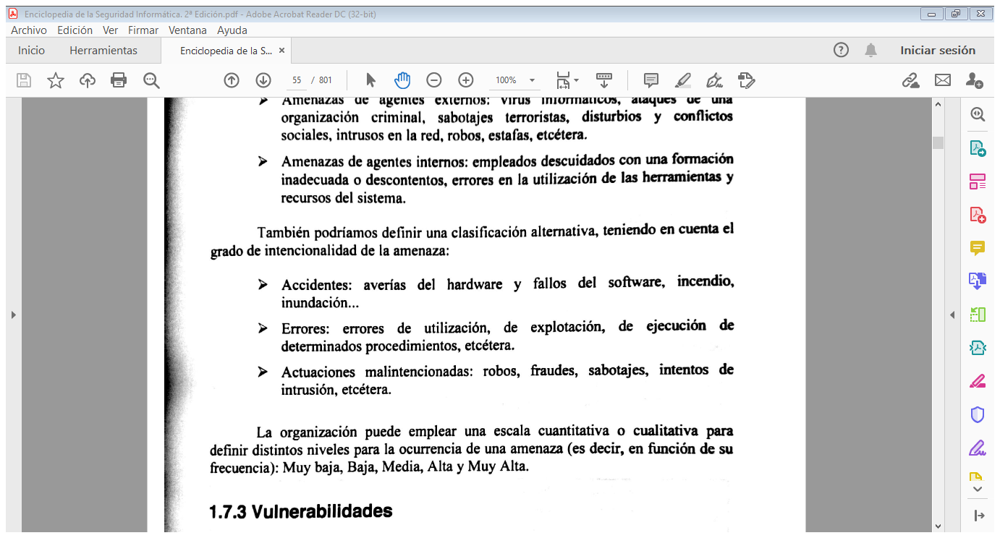 Enciclopedia de la Seguridad Informática. 2ª Edición.pdf - Adobe Acrobat Reader DC (32-bit)
Archivo Edición Ver Firmar Ventana Ayuda
Inicio Herramientas Enciclopedia de la S... × Iniciar sesión
55 / 801 100%
➢ Amenazas de agentes externos: virus informáticos, ataques de una
organización criminal, sabotajes terroristas, disturbios y conflictos
sociales, intrusos en la red, robos, estafas, etcétera.
➢ Amenazas de agentes internos: empleados descuidados con una formación
inadecuada o descontentos, errores en la utilización de las herramientas y
recursos del sistema.
También podríamos definir una clasificación alternativa, teniendo en cuenta el
grado de intencionalidad de la amenaza:
➢ Accidentes: averías del hardware y fallos del software, incendio,
inundación...
➢ Errores: errores de utilización, de explotación, de ejecución de
determinados procedimientos, etcétera.
➢ Actuaciones malintencionadas: robos, fraudes, sabotajes, intentos de
intrusión, etcétera.
La organización puede emplear una escala cuantitativa o cualitativa para
definir distintos niveles para la ocurrencia de una amenaza (es decir, en función de su
frecuencia): Muy baja, Baja, Media, Alta y Muy Alta.
1.7.3 Vulnerabilidades